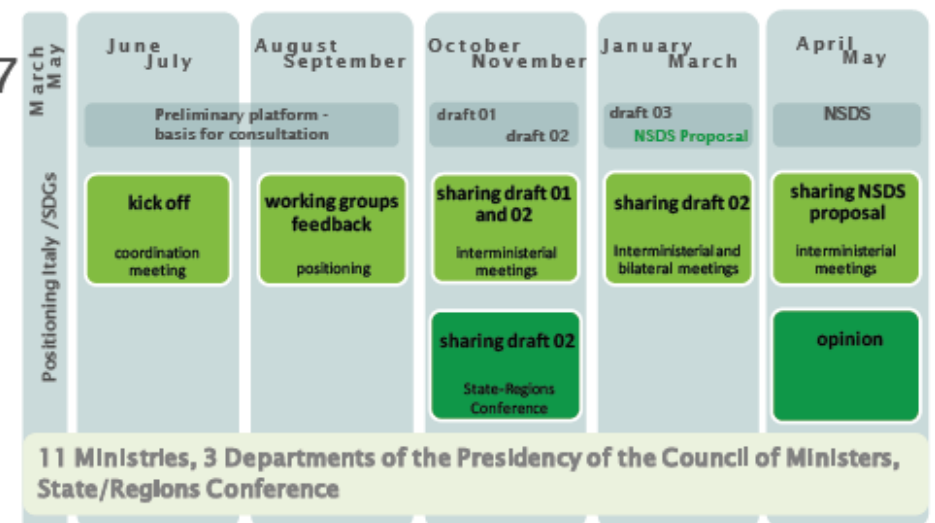 7
March
May
June
July
August
September
October
November
January
March
April
May
Preliminary platform -
basis for consultation
draft 01
draft 02
draft 03
NSDS Proposal
NSDS
Positioning Italy /SDGs
kick off
coordination
meeting
working groups
feedback
positioning
sharing draft 01
and 02
interministerial
meetings
sharing draft 02
Interministerial and
bilateral meetings
sharing NSDS
proposal
interministerial
meetings
sharing draft 02
State-Regions
Conference
opinion
11 Ministries, 3 Departments of the Presidency of the Council of Ministers,
State/Regions Conference